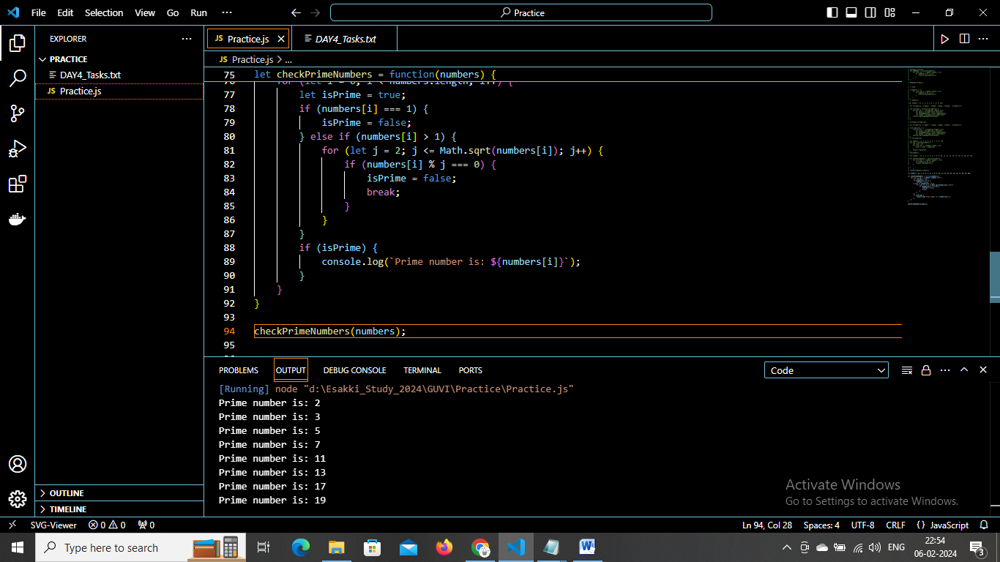 File Edit Selection View Go Run ··· Practice
EXPLORER ···
PRACTICE
DAY4_Tasks.txt
JS Practice.js
OUTLINE
TIMELINE
JS Practice.js DAY4_Tasks.txt
JS Practice.js > ...
75 let checkPrimeNumbers = function(numbers) {
77 let isPrime = true;
78 if (numbers[i] === 1) {
79 isPrime = false;
80 } else if (numbers[i] > 1) {
81 for (let j = 2; j <= Math.sqrt(numbers[i]); j++) {
82 if (numbers[i] % j === 0) {
83 isPrime = false;
84 break;
85 }
86 }
87 }
88 if (isPrime) {
89 console.log(`Prime number is: ${numbers[i]}`);
90 }
91 }
92 }
93
94 checkPrimeNumbers(numbers);
95
PROBLEMS OUTPUT DEBUG CONSOLE TERMINAL PORTS Code
[Running] node "d:\Esakki_Study_2024\GUVI\Practice\Practice.js"
Prime number is: 2
Prime number is: 3
Prime number is: 5
Prime number is: 7
Prime number is: 11
Prime number is: 13
Prime number is: 17
Prime number is: 19
Activate Windows
Go to Settings to activate Windows.
SVG-Viewer 0 0 0 Ln 94, Col 28 Spaces: 4 UTF-8 CRLF {} JavaScript
Type here to search
ENG
22:54
06-02-2024
3